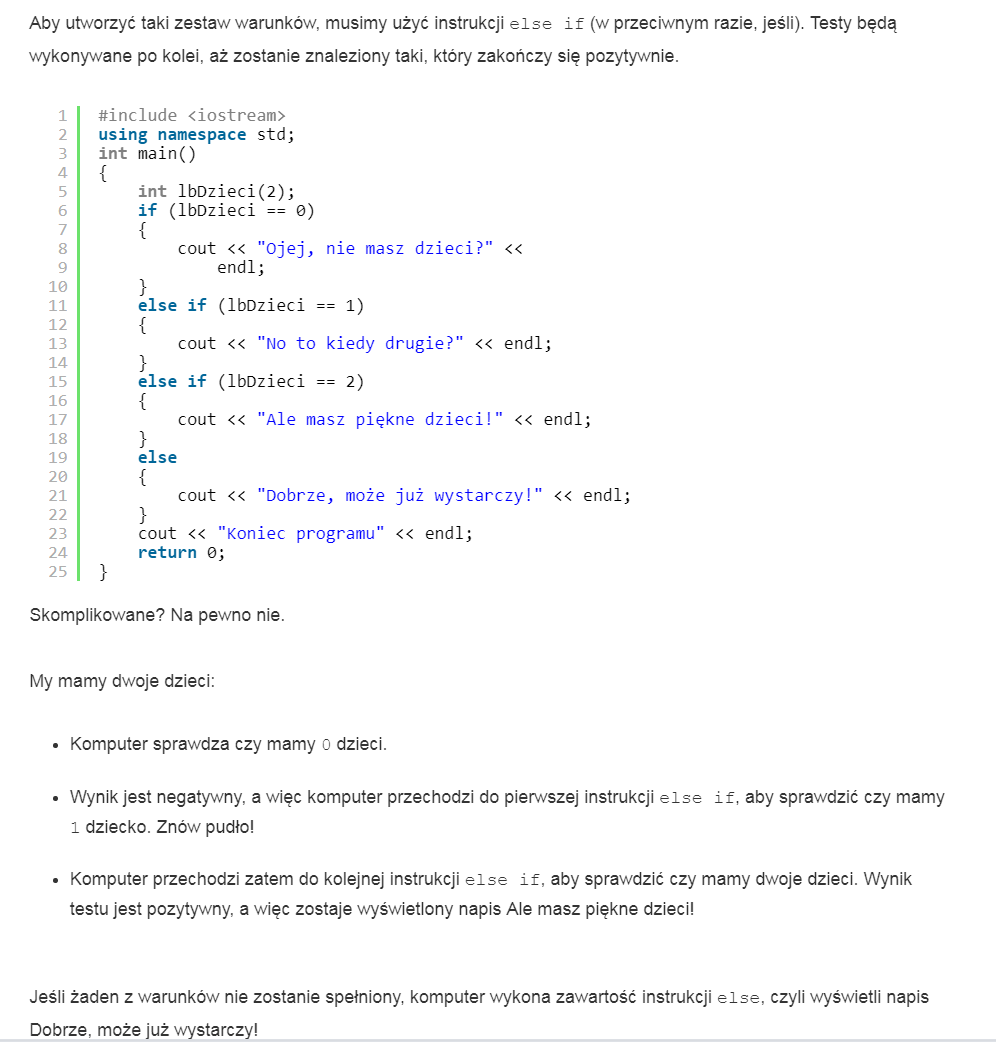 Aby utworzyć taki zestaw warunków, musimy użyć instrukcji else if (w przeciwnym razie, jeśli). Testy będą
wykonywane po kolei, aż zostanie znaleziony taki, który zakończy się pozytywnie.
1 #include <iostream>
2 using namespace std;
3 int main()
4 {
5     int lbDzieci(2);
6     if (lbDzieci == 0)
7     {
8         cout << "Ojej, nie masz dzieci?" <<
9             endl;
10     }
11     else if (lbDzieci == 1)
12     {
13         cout << "No to kiedy drugie?" << endl;
14     }
15     else if (lbDzieci == 2)
16     {
17         cout << "Ale masz piękne dzieci!" << endl;
18     }
19     else
20     {
21         cout << "Dobrze, może już wystarczy!" << endl;
22     }
23     cout << "Koniec programu" << endl;
24     return 0;
25 }
Skomplikowane? Na pewno nie.
My mamy dwoje dzieci:
• Komputer sprawdza czy mamy 0 dzieci.
• Wynik jest negatywny, a więc komputer przechodzi do pierwszej instrukcji else if, aby sprawdzić czy mamy
1 dziecko. Znów pudło!
• Komputer przechodzi zatem do kolejnej instrukcji else if, aby sprawdzić czy mamy dwoje dzieci. Wynik
testu jest pozytywny, a więc zostaje wyświetlony napis Ale masz piękne dzieci!
Jeśli żaden z warunków nie zostanie spełniony, komputer wykona zawartość instrukcji else, czyli wyświetli napis
Dobrze, może już wystarczy!